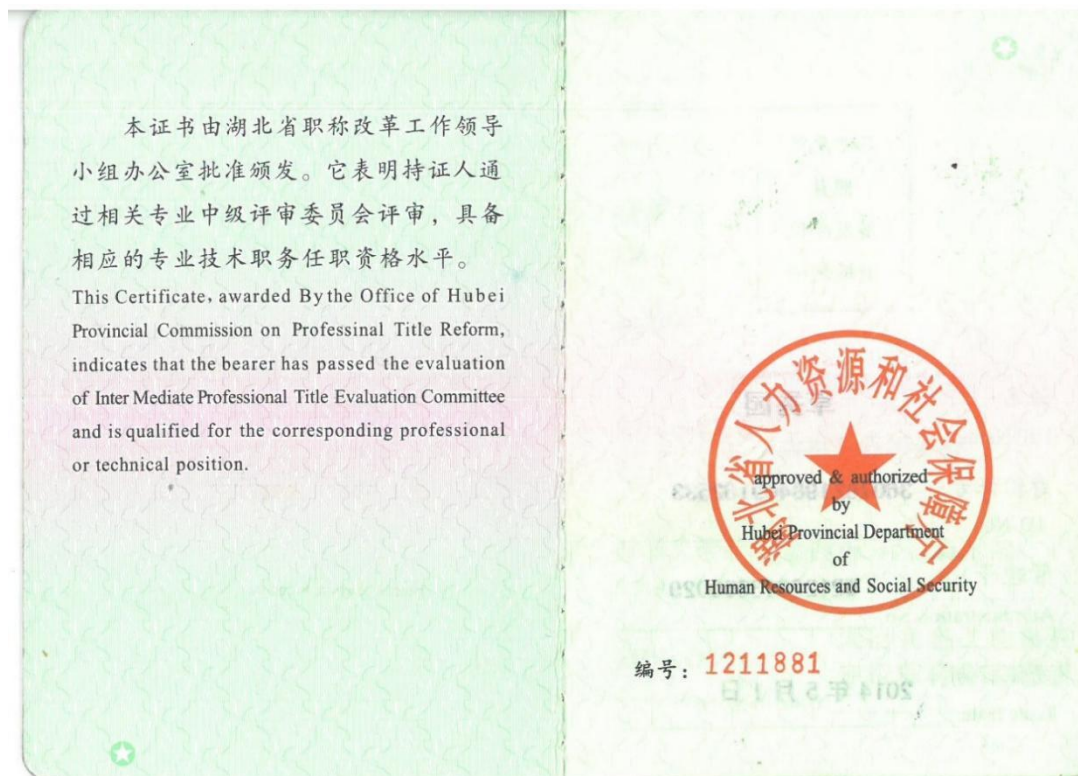 本证书由湖北省职称改革工作领导
小组办公室批准颁发。它表明持证人通
过相关专业中级评审委员会评审，具备
相应的专业技术职务任职资格水平。
This Certificate, awarded By the Office of Hubei
Provincial Commission on Professinal Title Reform,
indicates that the bearer has passed the evaluation
of Inter Mediate Professional Title Evaluation Committee
and is qualified for the corresponding professional
or technical position.
湖北省人力资源和社会保障厅
approved & authorized
by
Hubei Provincial Department
of
Human Resources and Social Security
编号：1211881
2014年5月1日